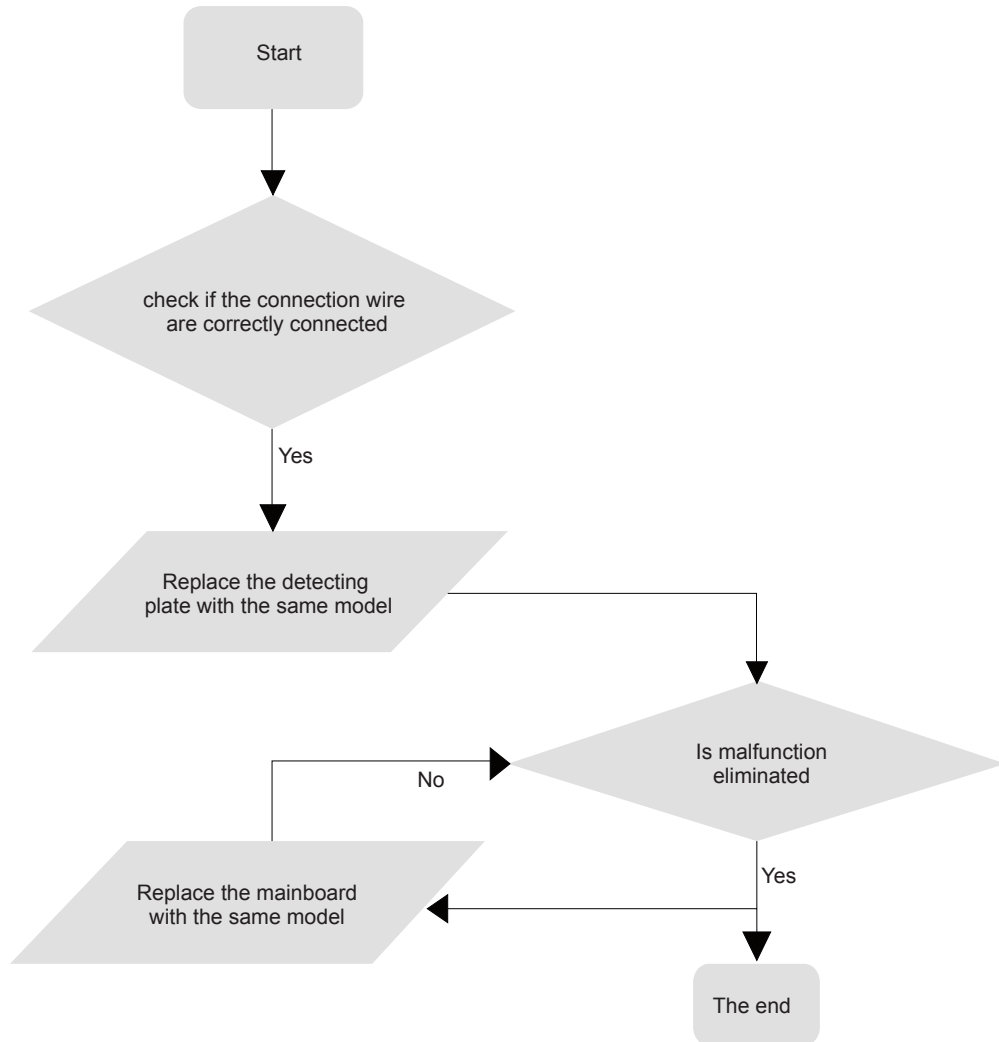 Start
check if the connection wire
are correctly connected
Yes
Replace the detecting
plate with the same model
Is malfunction
eliminated
No
Yes
Replace the mainboard
with the same model
The end